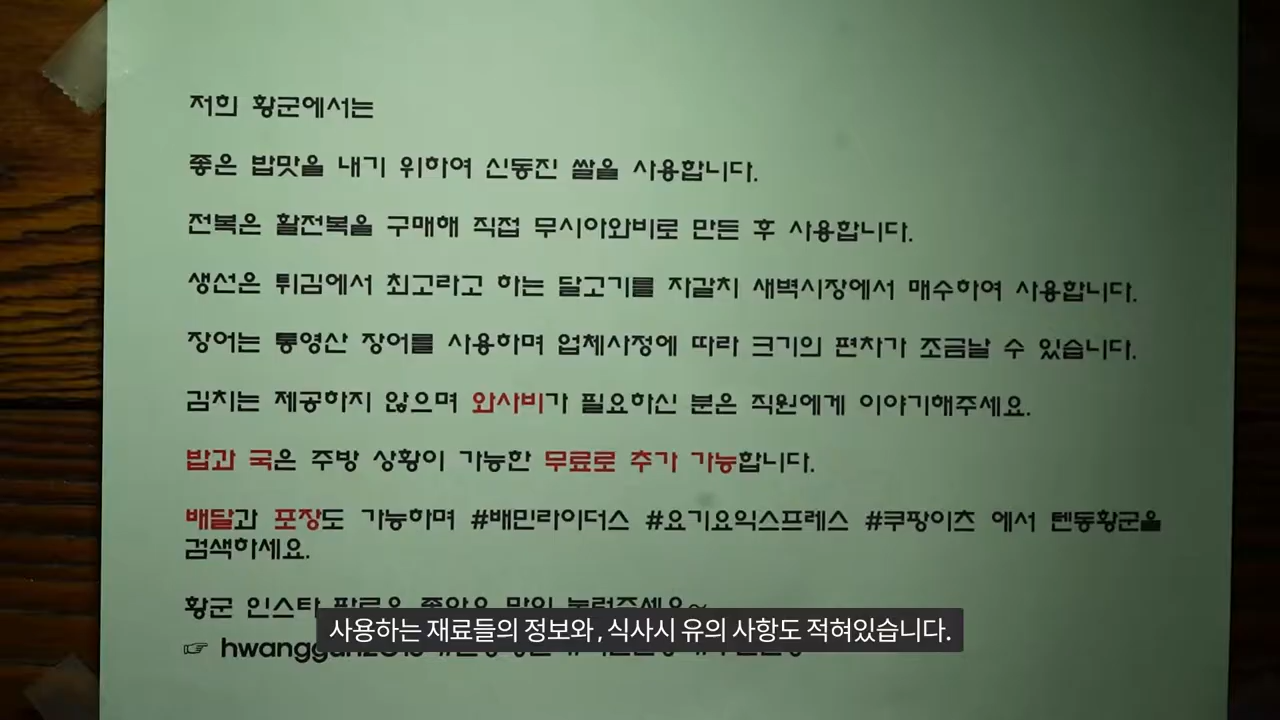 저희 황군에서는
좋은 밥맛을 내기 위하여 신동진 쌀을 사용합니다.
전복은 활전복을 구매해 직접 무시아와비로 만든 후 사용합니다.
생선은 튀김에서 최고라고 하는 달고기를 자갈치 새벽시장에서 매수하여 사용합니다.
장어는 통영산 장어를 사용하며 업체사정에 따라 크기의 편차가 조금날 수 있습니다.
김치는 제공하지 않으며 와사비가 필요하신 분은 직원에게 이야기해주세요.
밥과 국은 주방 상황이 가능한 무료로 추가 가능합니다.
배달과 포장도 가능하며 #배민라이더스 #요기요익스프레스 #쿠팡이츠 에서 텐동황군을
검색하세요.
황군 인스타
사용하는 재료들의 정보와, 식사시 유의 사항도 적혀있습니다.